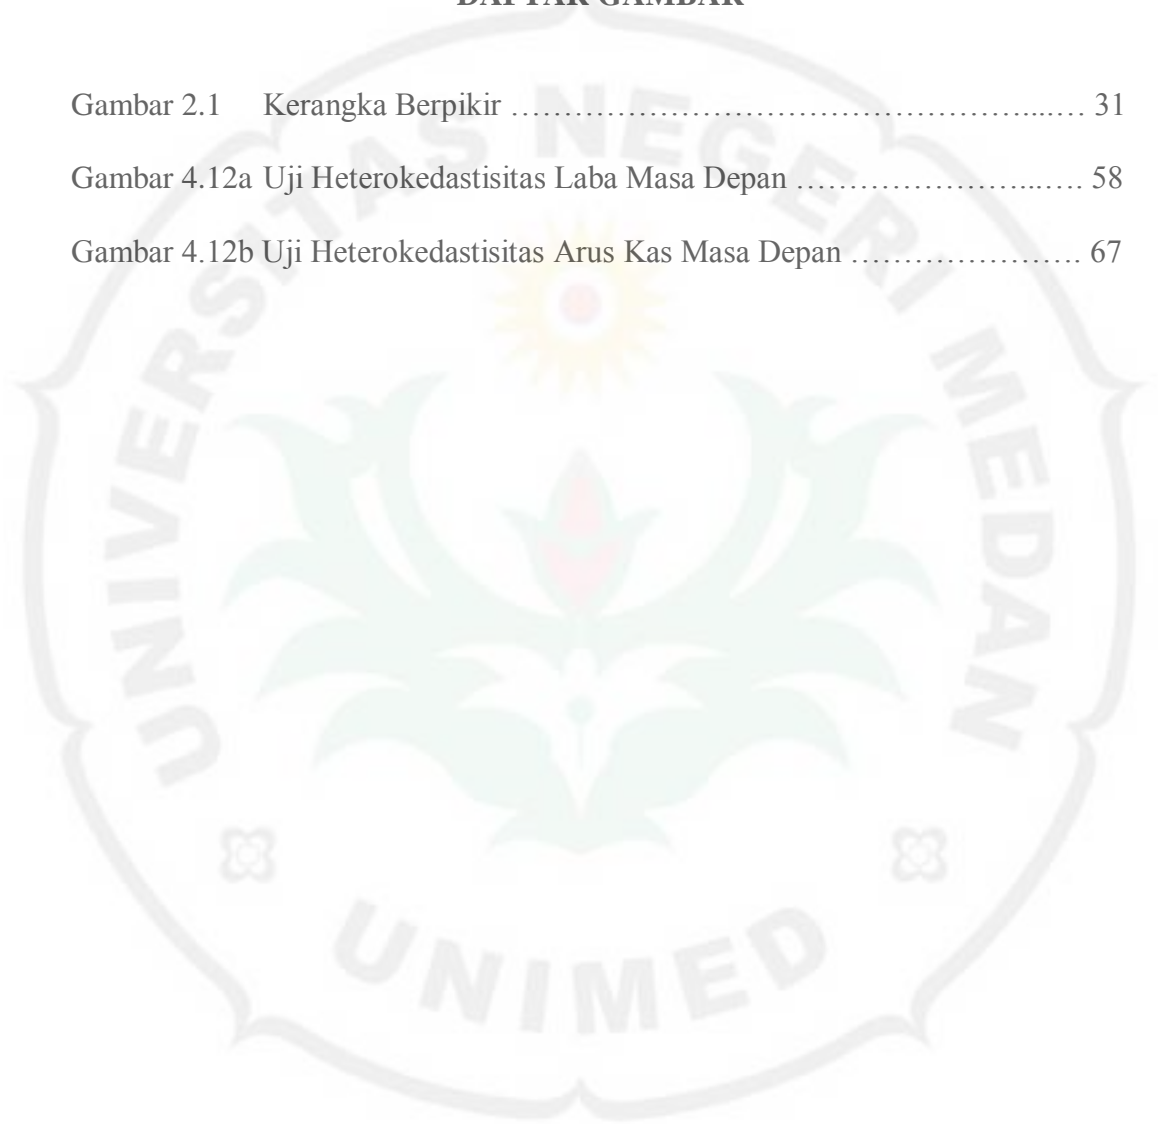 DAFTAR GAMBAR
Gambar 2.1 Kerangka Berpikir …………………………………………....… 31
Gambar 4.12a Uji Heterokedastisitas Laba Masa Depan …………………...…. 58
Gambar 4.12b Uji Heterokedastisitas Arus Kas Masa Depan …………………. 67
UNIVERSITAS NEGERI MEDAN
UNIMED